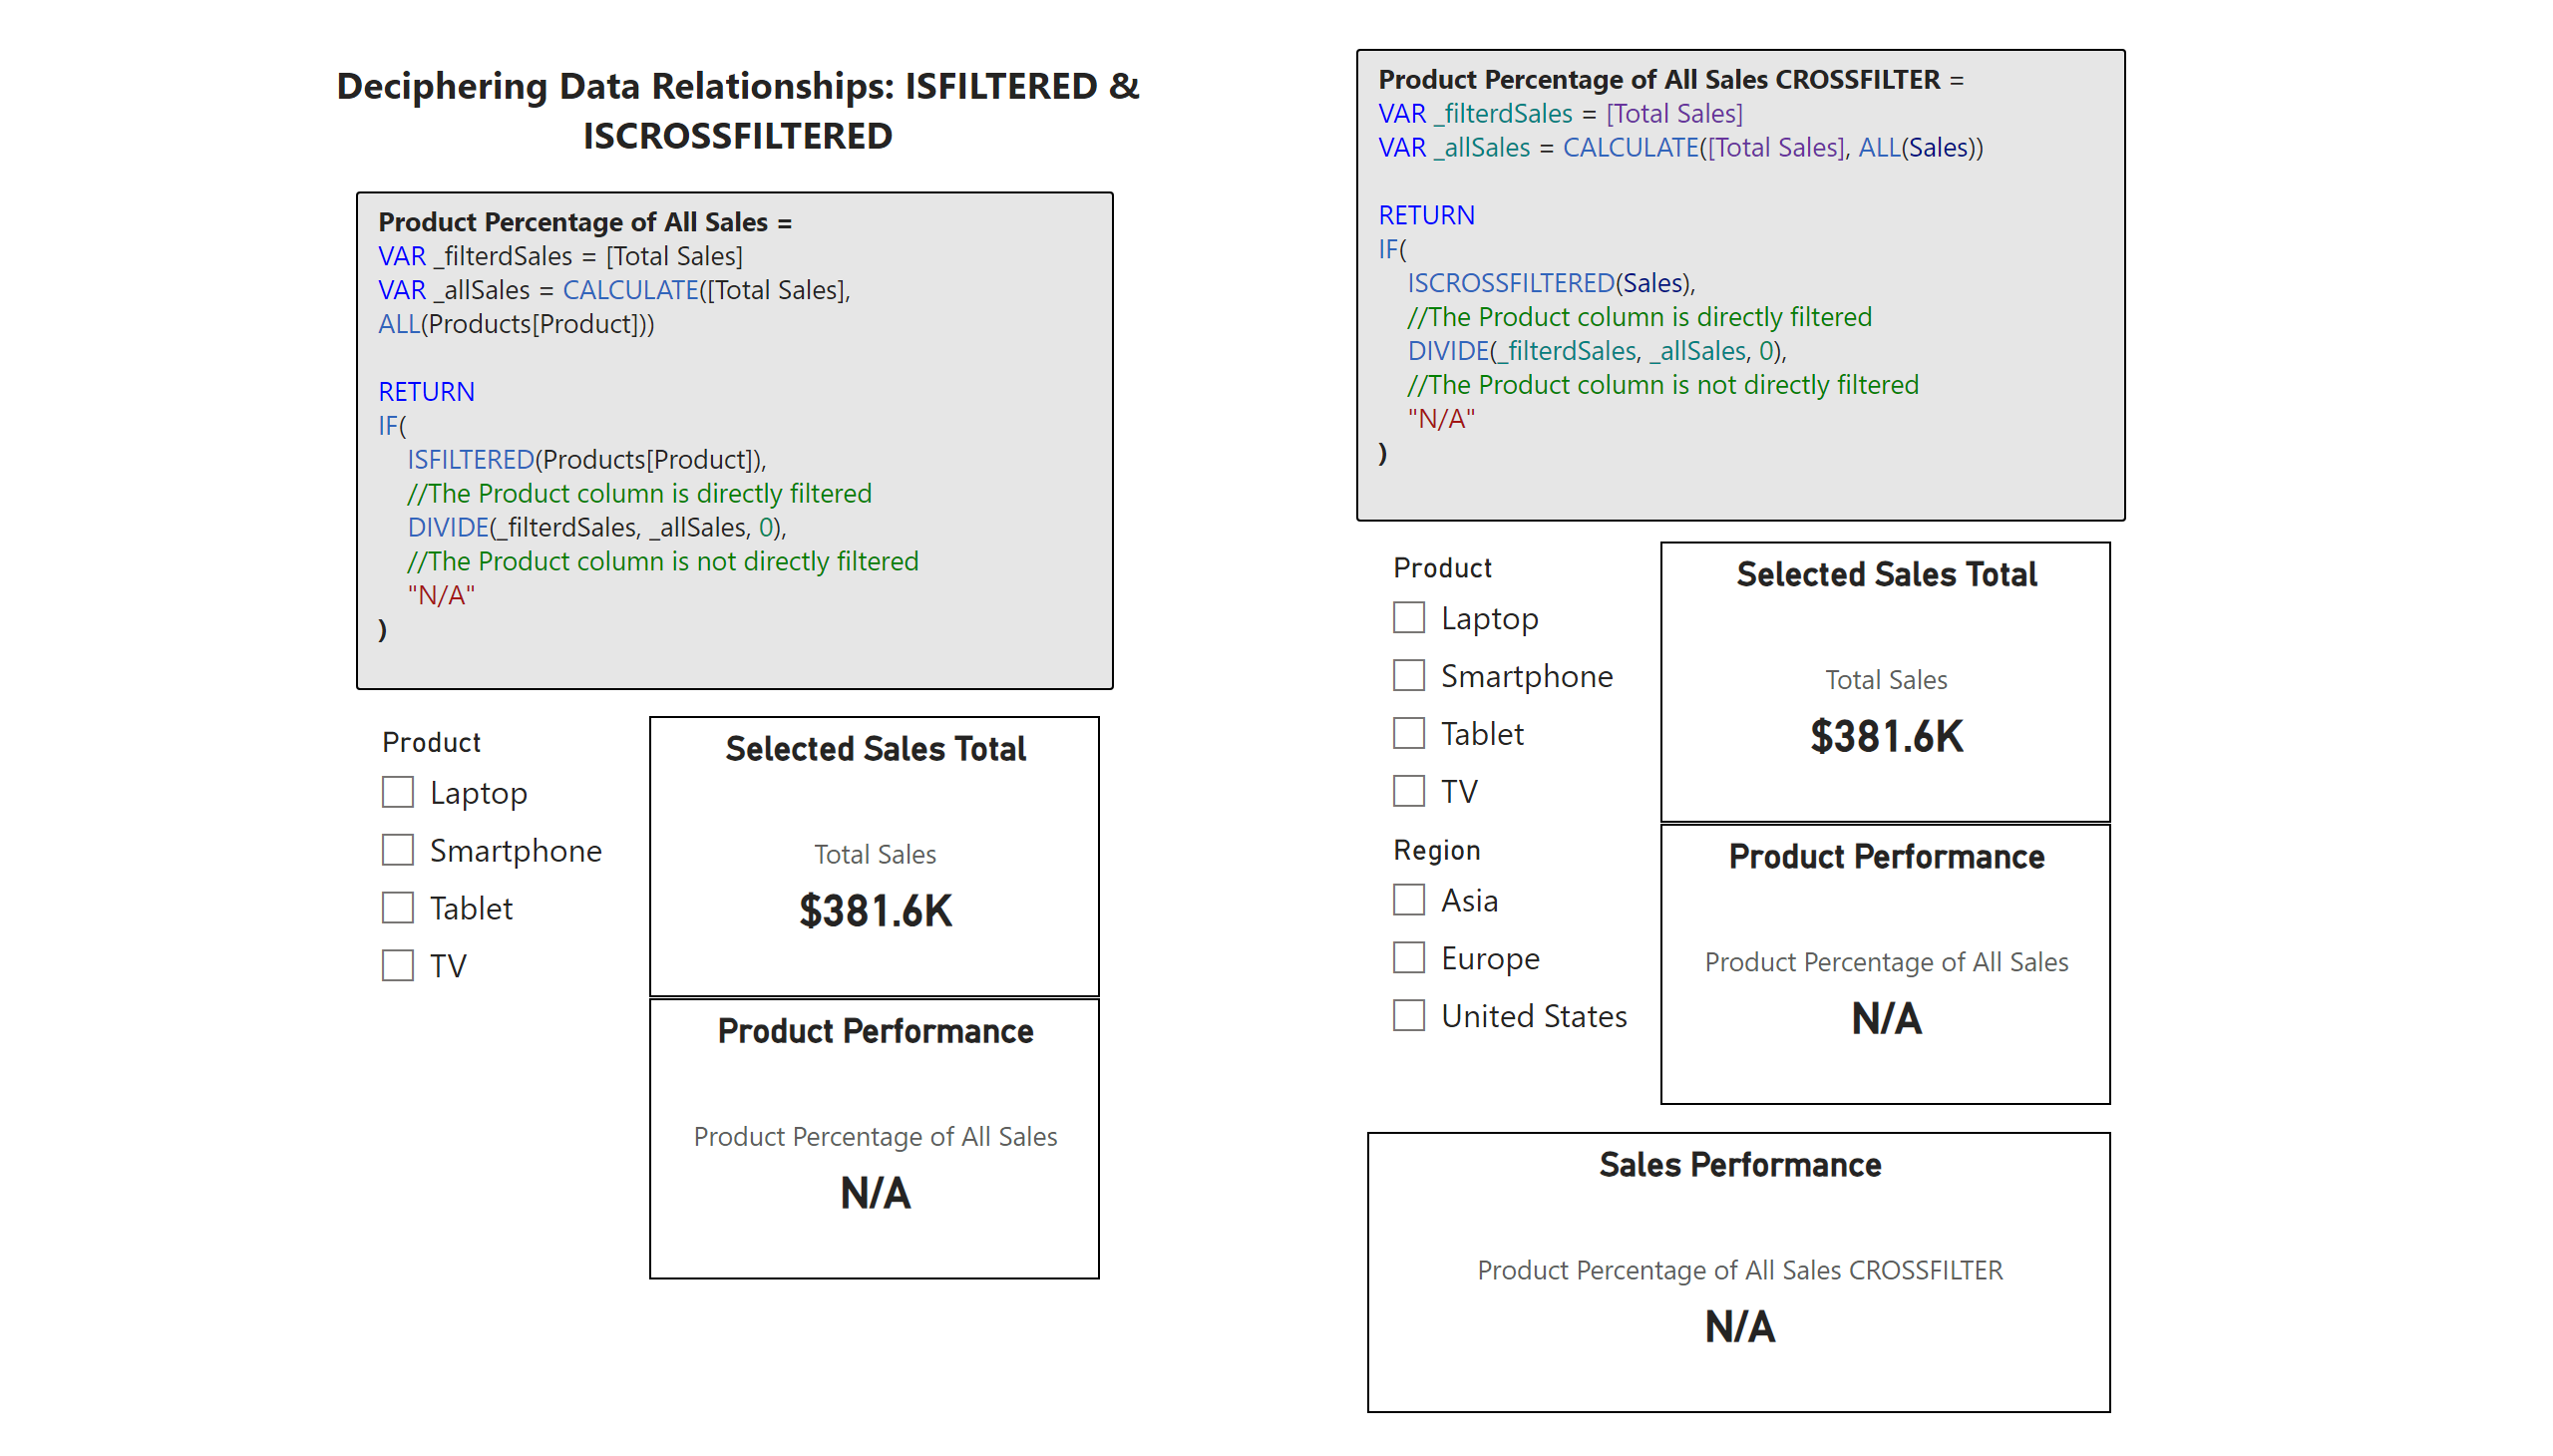 Deciphering Data Relationships: ISFILTERED &
ISCROSSFILTERED
Product Percentage of All Sales =
VAR _filterdSales = [Total Sales]
VAR _allSales = CALCULATE([Total Sales],
ALL(Products[Product]))
RETURN
IF(
ISFILTERED(Products[Product]),
//The Product column is directly filtered
DIVIDE(_filterdSales, _allSales, 0),
//The Product column is not directly filtered
"N/A"
)
Product
Laptop
Smartphone
Tablet
TV
Selected Sales Total
Total Sales
$381.6K
Product Performance
Product Percentage of All Sales
N/A
Product Percentage of All Sales CROSSFILTER =
VAR _filterdSales = [Total Sales]
VAR _allSales = CALCULATE([Total Sales], ALL(Sales))
RETURN
IF(
ISCROSSFILTERED(Sales),
//The Product column is directly filtered
DIVIDE(_filterdSales, _allSales, 0),
//The Product column is not directly filtered
"N/A"
)
Product
Laptop
Smartphone
Tablet
TV
Region
Asia
Europe
United States
Selected Sales Total
Total Sales
$381.6K
Product Performance
Product Percentage of All Sales
N/A
Sales Performance
Product Percentage of All Sales CROSSFILTER
N/A